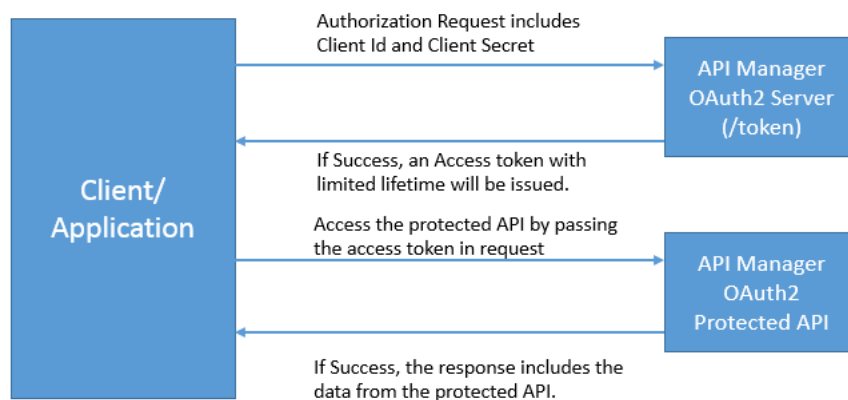 Authorization Request includes
Client Id and Client Secret
API Manager
OAuth2 Server
(/token)
If Success, an Access token with
limited lifetime will be issued.
Client/
Application
Access the protected API by passing
the access token in request
API Manager
OAuth2
Protected API
If Success, the response includes the
data from the protected API.